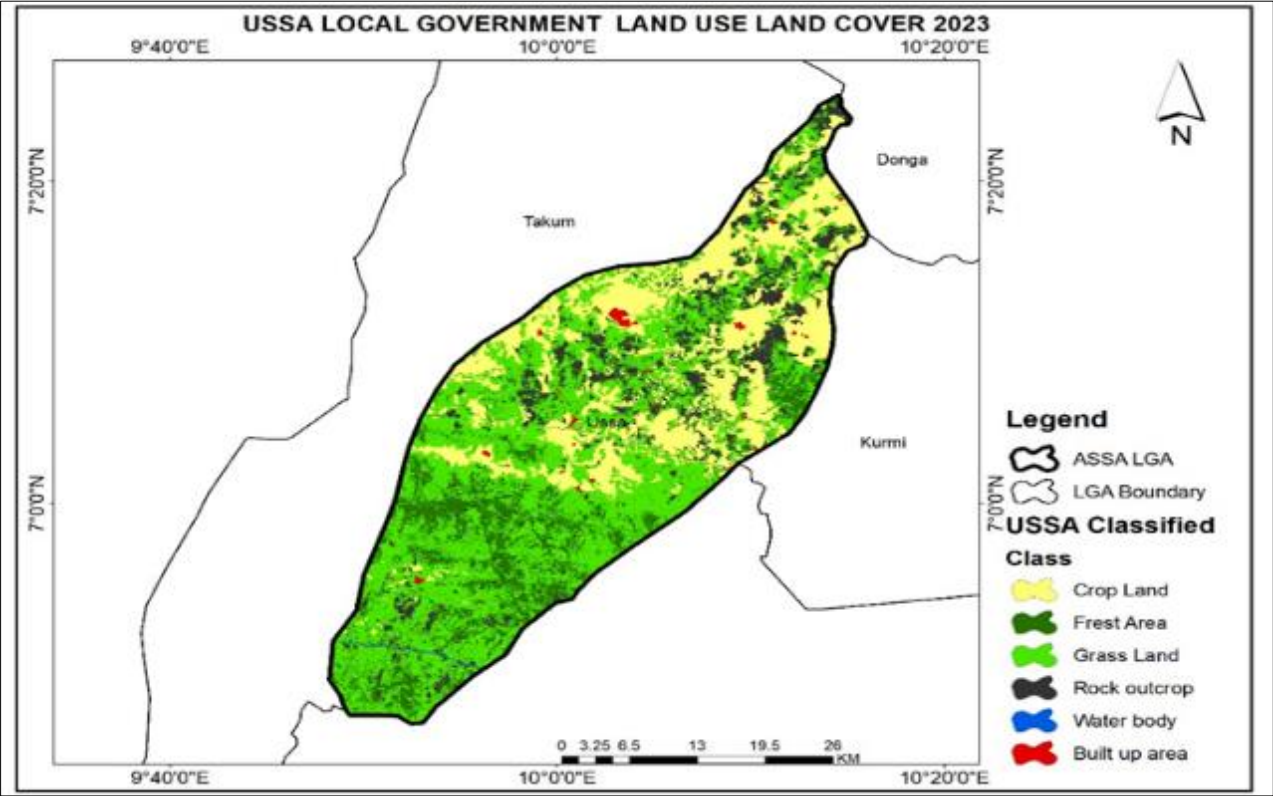 USSA LOCAL GOVERNMENT  LAND USE LAND COVER 2023
9°40'0"E 10°0'0"E 10°20'0"E
N
Donga
7°20'0"N 7°20'0"N
Takum
Ussa
Kurmi
7°0'0"N 7°0'0"N
Legend
ASSA LGA
LGA Boundary
USSA Classified
Class
Crop Land
Frest Area
Grass Land
Rock outcrop
Water body
Built up area
0 3.25 6.5 13 19.5 26
KM
9°40'0"E 10°0'0"E 10°20'0"E